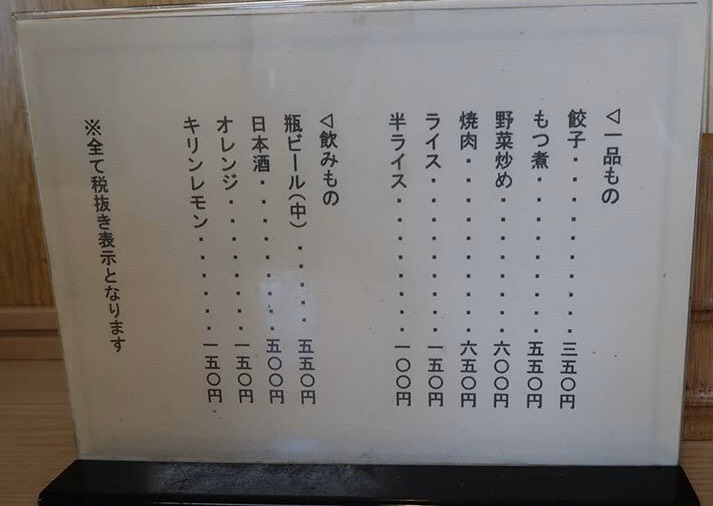 ◁一品もの
餃子・・・・・・・・・・三五〇円
もつ煮・・・・・・・・・五五〇円
野菜炒め・・・・・・・・六〇〇円
焼肉・・・・・・・・・・六五〇円
ライス・・・・・・・・・一五〇円
半ライス・・・・・・・・一〇〇円
◁飲みもの
瓶ビール(中)・・・・・五五〇円
日本酒・・・・・・・・・五〇〇円
オレンジ・・・・・・・・一五〇円
キリンレモン・・・・・・一五〇円
※全て税抜き表示となります